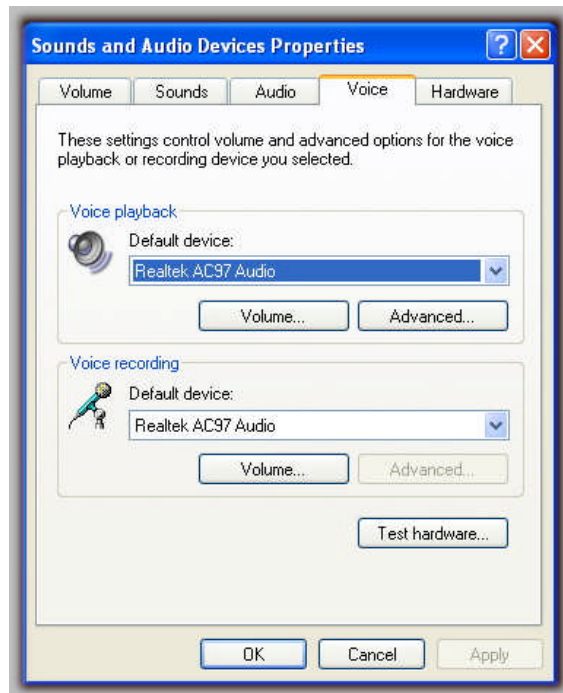 Sounds and Audio Devices Properties
Volume Sounds Audio Voice Hardware
These settings control volume and advanced options for the voice
playback or recording device you selected.
Voice playback
Default device:
Realtek AC97 Audio
Volume... Advanced...
Voice recording
Default device:
Realtek AC97 Audio
Volume... Advanced...
Test hardware...
OK Cancel Apply